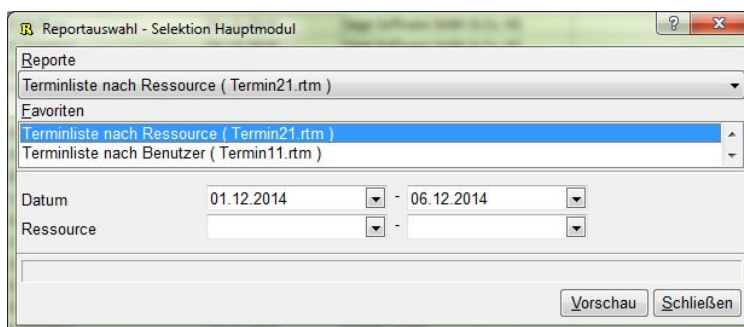 Reportauswahl - Selektion Hauptmodul
Reporte
Terminliste nach Ressource ( Termin21.rtm )
Favoriten
Terminliste nach Ressource ( Termin21.rtm )
Terminliste nach Benutzer ( Termin11.rtm )
Datum 01.12.2014 - 06.12.2014
Ressource -
Vorschau Schließen